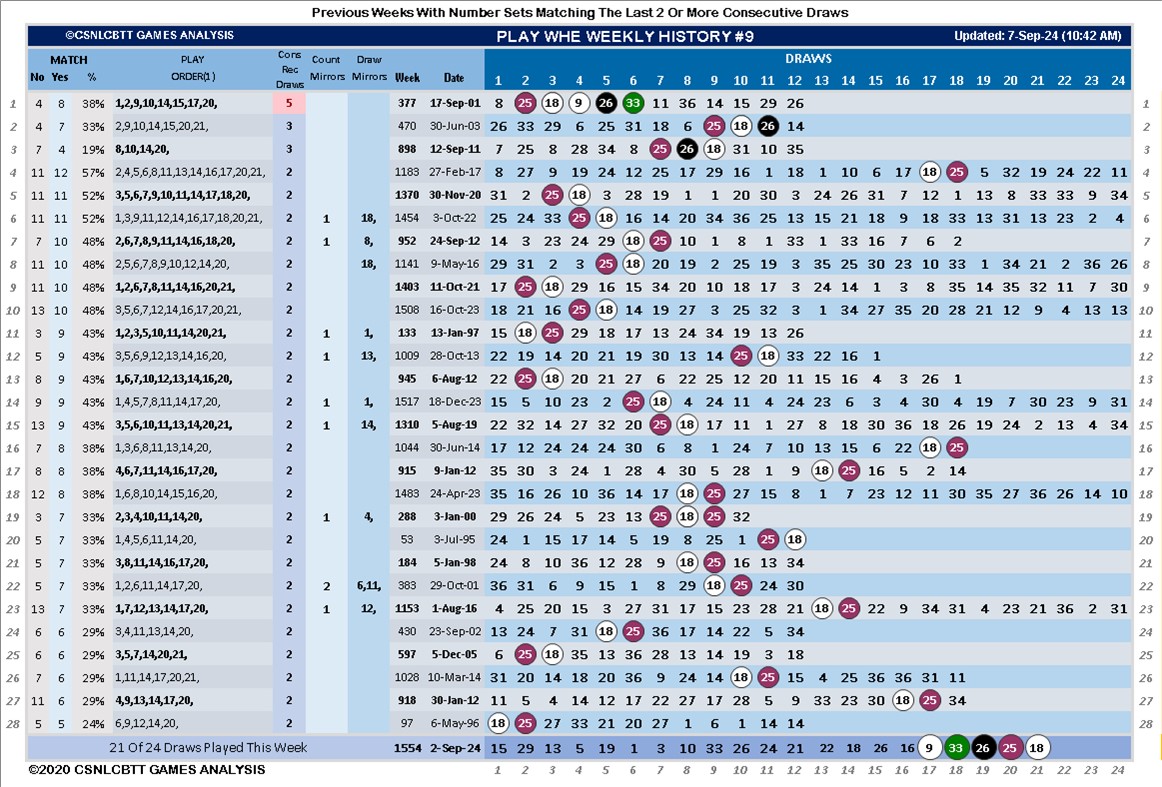 Previous Weeks With Number Sets Matching The Last 2 Or More Consecutive Draws
©CSNLCBTT GAMES ANALYSIS PLAY WHE WEEKLY HISTORY #9 Updated: 7-Sep-24 (10:42 AM)
MATCH PLAY Cons Count Draw DRAWS
No Yes % ORDER(1) Rec Draws Mirrors Mirrors Week Date 1 2 3 4 5 6 7 8 9 10 11 12 13 14 15 16 17 18 19 20 21 22 23 24
1 4 8 38% 1,2,9,10,14,15,17,20, 5 377 17-Sep-01 8 25 18 9 26 33 11 36 14 15 29 26 1
2 4 7 33% 2,9,10,14,15,20,21, 3 470 30-Jun-03 26 33 29 6 25 31 18 6 25 18 26 14 2
3 7 4 19% 8,10,14,20, 3 898 12-Sep-11 7 25 8 28 34 8 25 26 18 31 10 35 3
4 11 12 57% 2,4,5,6,8,11,13,14,16,17,20,21, 2 1183 27-Feb-17 8 27 9 19 24 12 25 17 29 16 1 18 1 10 6 17 18 25 5 32 19 24 22 11 4
5 11 11 52% 3,5,6,7,9,10,11,14,17,18,20, 2 1370 30-Nov-20 31 2 25 18 3 28 19 1 1 20 30 3 24 26 31 7 12 1 13 8 33 33 9 34 5
6 11 11 52% 1,3,9,11,12,14,16,17,18,20,21, 2 1 18, 1454 3-Oct-22 25 24 33 25 18 16 14 20 34 36 25 13 15 21 18 9 18 33 13 31 13 23 2 4 6
7 7 10 48% 2,6,7,8,9,11,14,16,18,20, 2 1 8, 952 24-Sep-12 14 3 23 24 29 18 25 10 1 8 1 33 1 33 16 7 6 2 7
8 11 10 48% 2,5,6,7,8,9,10,12,14,20, 2 18, 1141 9-May-16 29 31 2 3 25 18 20 19 2 25 19 3 35 25 30 23 10 33 1 34 21 2 36 26 8
9 11 10 48% 1,2,6,7,8,11,14,16,20,21, 2 1403 11-Oct-21 17 25 18 29 16 15 34 20 10 18 17 3 24 14 1 3 8 35 14 35 32 11 7 30 9
10 13 10 48% 3,5,6,7,12,14,16,17,20,21, 2 1508 16-Oct-23 18 21 16 25 18 14 19 27 3 25 32 3 1 34 27 35 20 28 21 12 9 4 13 13 10
11 3 9 43% 1,2,3,5,10,11,14,20,21, 2 1 1, 133 13-Jan-97 15 18 25 29 18 17 13 24 34 19 13 26 11
12 5 9 43% 3,5,6,9,12,13,14,16,20, 2 1 13, 1009 28-Oct-13 22 19 14 20 21 19 30 13 14 25 18 33 22 14 1 12
13 8 9 43% 1,6,7,10,12,13,14,16,20, 2 945 6-Aug-12 22 25 18 20 21 27 6 22 25 12 20 11 15 16 4 3 26 1 13
14 9 9 43% 1,4,5,7,8,11,14,17,20, 2 1 1, 1517 18-Dec-23 15 5 10 23 2 25 18 4 24 11 4 24 23 6 3 4 30 4 19 7 30 23 9 31 14
15 13 9 43% 3,5,6,10,11,13,14,20,21, 2 1 14, 1310 5-Aug-19 22 32 14 27 32 20 25 18 17 11 1 27 8 18 30 36 18 26 19 24 2 13 4 34 15
16 7 8 38% 1,3,6,8,11,13,14,20, 2 1044 30-Jun-14 17 12 24 24 24 30 6 8 1 24 7 10 13 15 6 22 18 25 16
17 8 8 38% 4,6,7,11,14,16,17,20, 2 915 9-Jan-12 35 30 3 24 1 28 4 30 5 28 1 9 18 25 16 5 2 14 17
18 12 8 38% 1,6,8,10,14,15,16,20, 2 1483 24-Apr-23 35 16 26 10 36 14 17 18 25 27 15 8 1 7 23 12 11 30 35 27 36 26 14 10 18
19 3 7 33% 2,3,4,10,11,14,20, 2 1 4, 288 3-Jan-00 29 26 24 5 23 13 25 18 25 32 19
20 5 7 33% 1,4,5,6,11,14,20, 2 53 3-Jul-95 24 1 15 17 14 5 19 8 25 1 25 18 20
21 5 7 33% 3,8,11,14,16,17,20, 2 184 5-Jan-98 24 8 10 36 12 28 9 18 25 16 13 34 21
22 5 7 33% 1,2,6,11,14,17,20, 2 2 6,11, 383 29-Oct-01 36 31 6 9 15 1 8 29 18 25 24 30 22
23 13 7 33% 1,7,12,13,14,17,20, 2 1 12, 1153 1-Aug-16 4 25 20 15 3 27 31 17 15 23 28 21 18 25 22 9 34 31 4 23 21 36 2 31 23
24 6 6 29% 3,4,11,13,14,20, 2 430 23-Sep-02 13 24 7 31 18 25 36 17 14 22 5 34 24
25 6 6 29% 3,5,7,14,20,21, 2 597 5-Dec-05 6 25 18 35 13 36 28 13 14 19 3 18 25
26 7 6 29% 1,11,14,17,20,21, 2 1028 10-Mar-14 31 20 14 18 20 36 9 24 14 18 25 15 4 25 36 36 31 11 26
27 11 6 29% 4,9,13,14,17,20, 2 918 30-Jan-12 11 5 4 14 12 17 22 27 17 28 5 9 33 23 30 18 25 34 27
28 5 5 24% 6,9,12,14,20, 2 97 6-May-96 18 25 27 33 21 20 27 1 6 1 14 14 28
21 Of 24 Draws Played This Week 1554 2-Sep-24 15 29 13 5 19 1 3 10 33 26 24 21 22 18 26 16 9 33 26 25 18
©2020 CSNLCBTT GAMES ANALYSIS 1 2 3 4 5 6 7 8 9 10 11 12 13 14 15 16 17 18 19 20 21 22 23 24